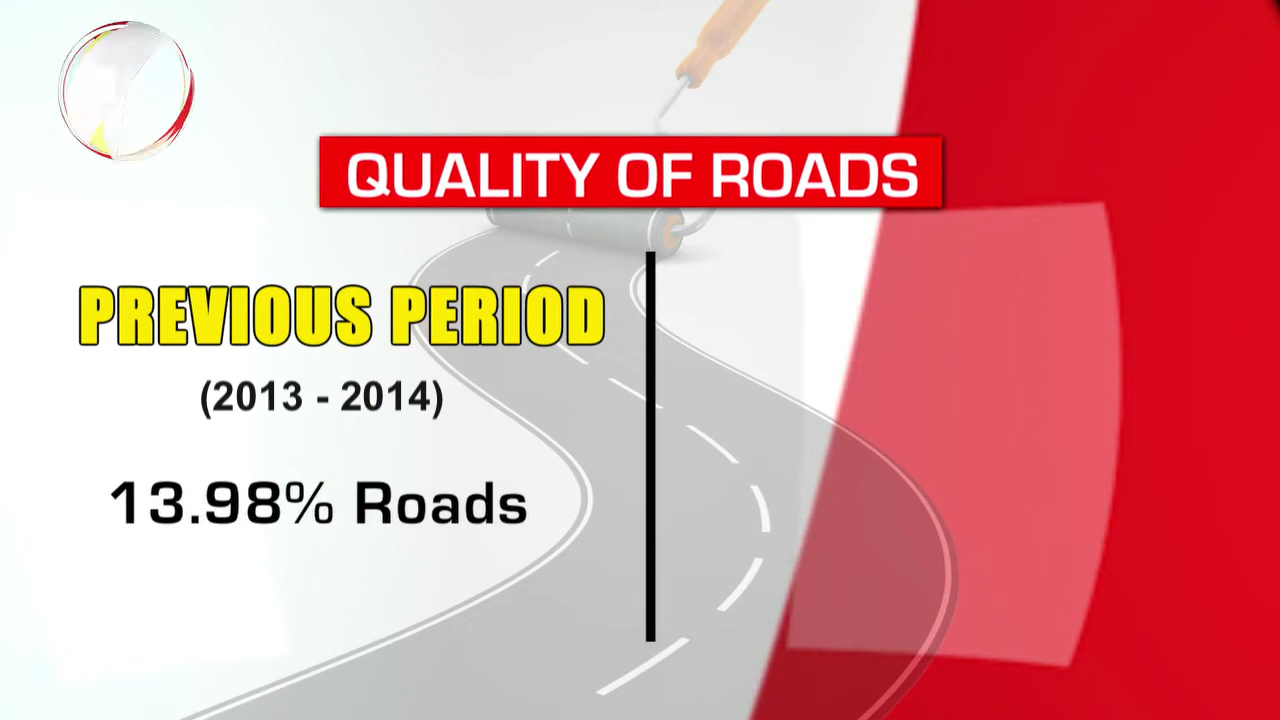 QUALITY OF ROADS
PREVIOUS PERIOD
(2013 - 2014)
13.98% Roads